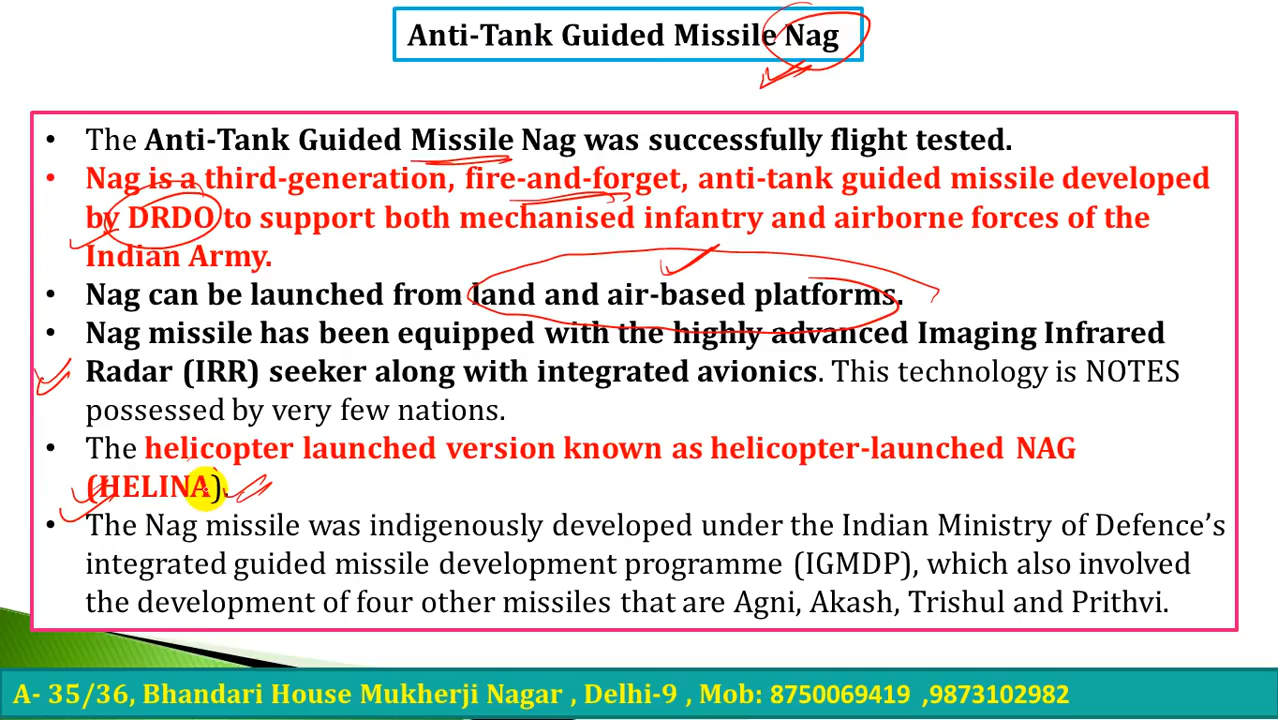 Anti-Tank Guided Missile Nag
• The Anti-Tank Guided Missile Nag was successfully flight tested.
• Nag is a third-generation, fire-and-forget, anti-tank guided missile developed
by DRDO to support both mechanised infantry and airborne forces of the
Indian Army.
• Nag can be launched from land and air-based platforms.
• Nag missile has been equipped with the highly advanced Imaging Infrared
Radar (IRR) seeker along with integrated avionics. This technology is NOTES
possessed by very few nations.
• The helicopter launched version known as helicopter-launched NAG
(HELINA).
• The Nag missile was indigenously developed under the Indian Ministry of Defence’s
integrated guided missile development programme (IGMDP), which also involved
the development of four other missiles that are Agni, Akash, Trishul and Prithvi.
A- 35/36, Bhandari House Mukherji Nagar , Delhi-9 , Mob: 8750069419 ,9873102982